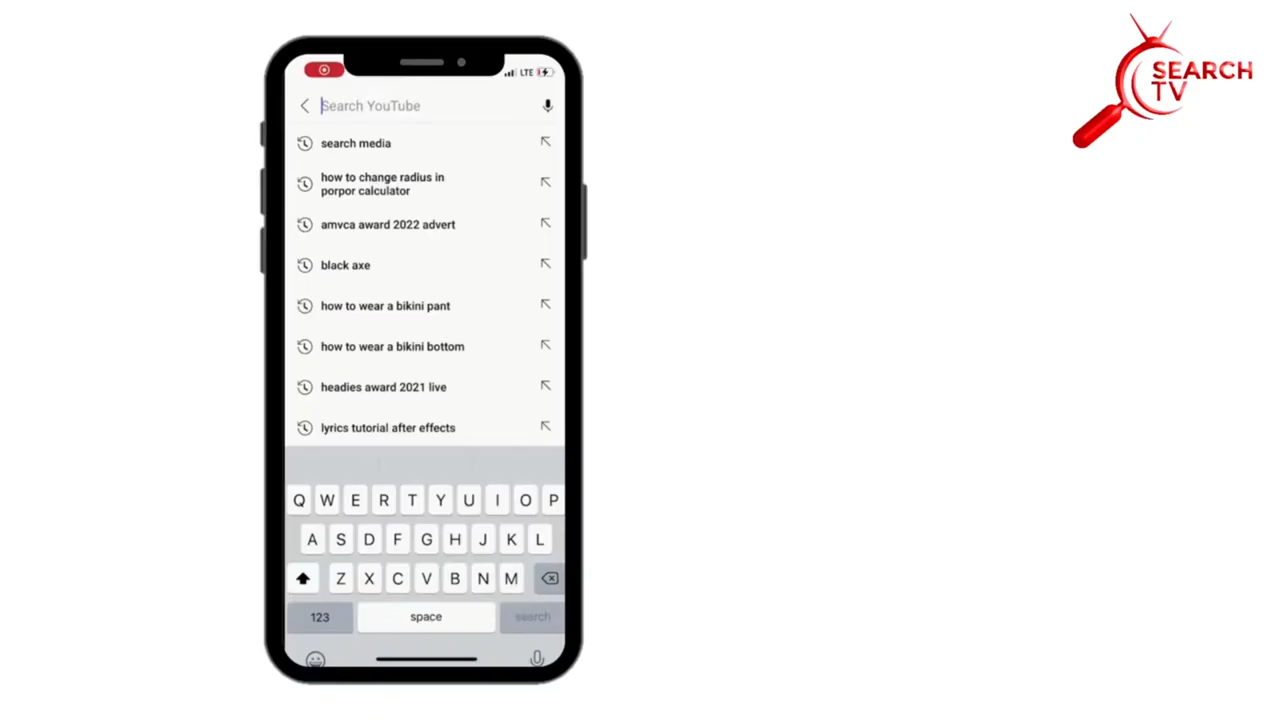 SEARCH
TV
LTE
Search YouTube
search media
how to change radius in
porpor calculator
amvca award 2022 advert
black axe
how to wear a bikini pant
how to wear a bikini bottom
headies award 2021 live
lyrics tutorial after effects
Q W E R T Y U I O P
A S D F G H J K L
Z X C V B N M
123 space search